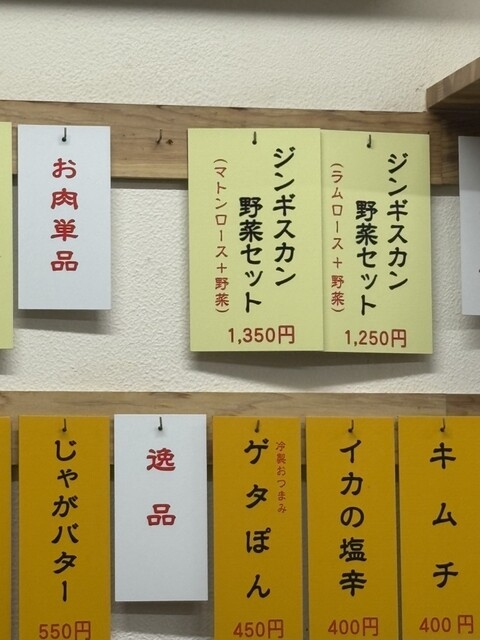 ジンギスカン
野菜セット
(ラムロース+野菜)
1,250円
ジンギスカン
野菜セット
(マトンロース+野菜)
1,350円
お肉単品
キムチ
400円
イカの塩辛
400円
冷製おつまみ
ゲタぽん
450円
逸品
じゃがバター
550円